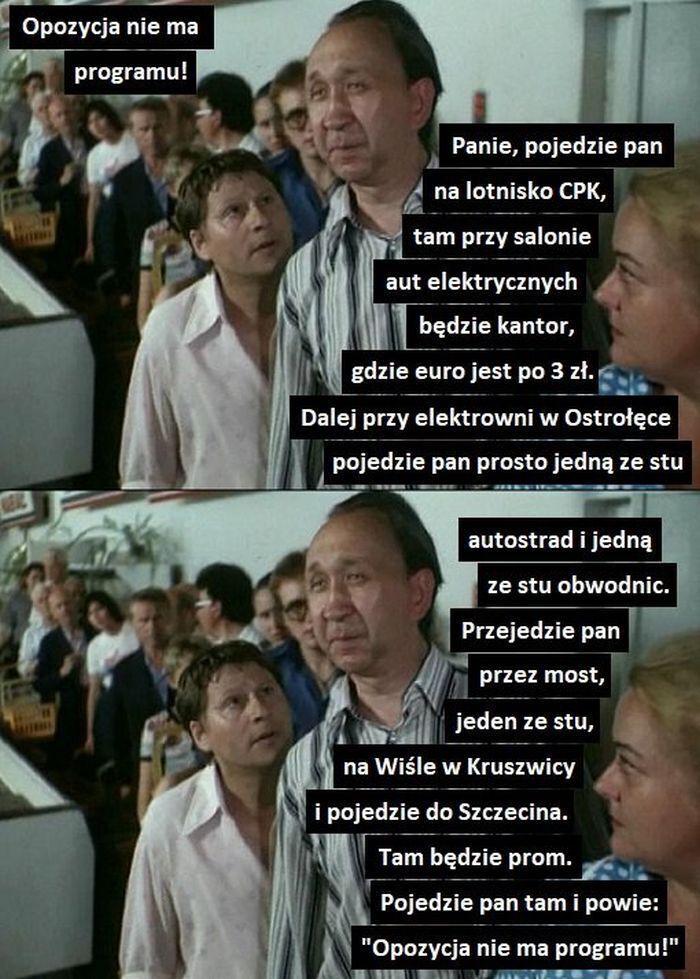 Opozycja nie ma
programu!
Panie, pojedzie pan
na lotnisko CPK,
tam przy salonie
aut elektrycznych
będzie kantor,
gdzie euro jest po 3 zł.
Dalej przy elektrowni w Ostrołęce
pojedzie pan prosto jedną ze stu
autostrad i jedną
ze stu obwodnic.
Przejedzie pan
przez most,
jeden ze stu,
na Wiśle w Kruszwicy
i pojedzie do Szczecina.
Tam będzie prom.
Pojedzie pan tam i powie:
"Opozycja nie ma programu!"